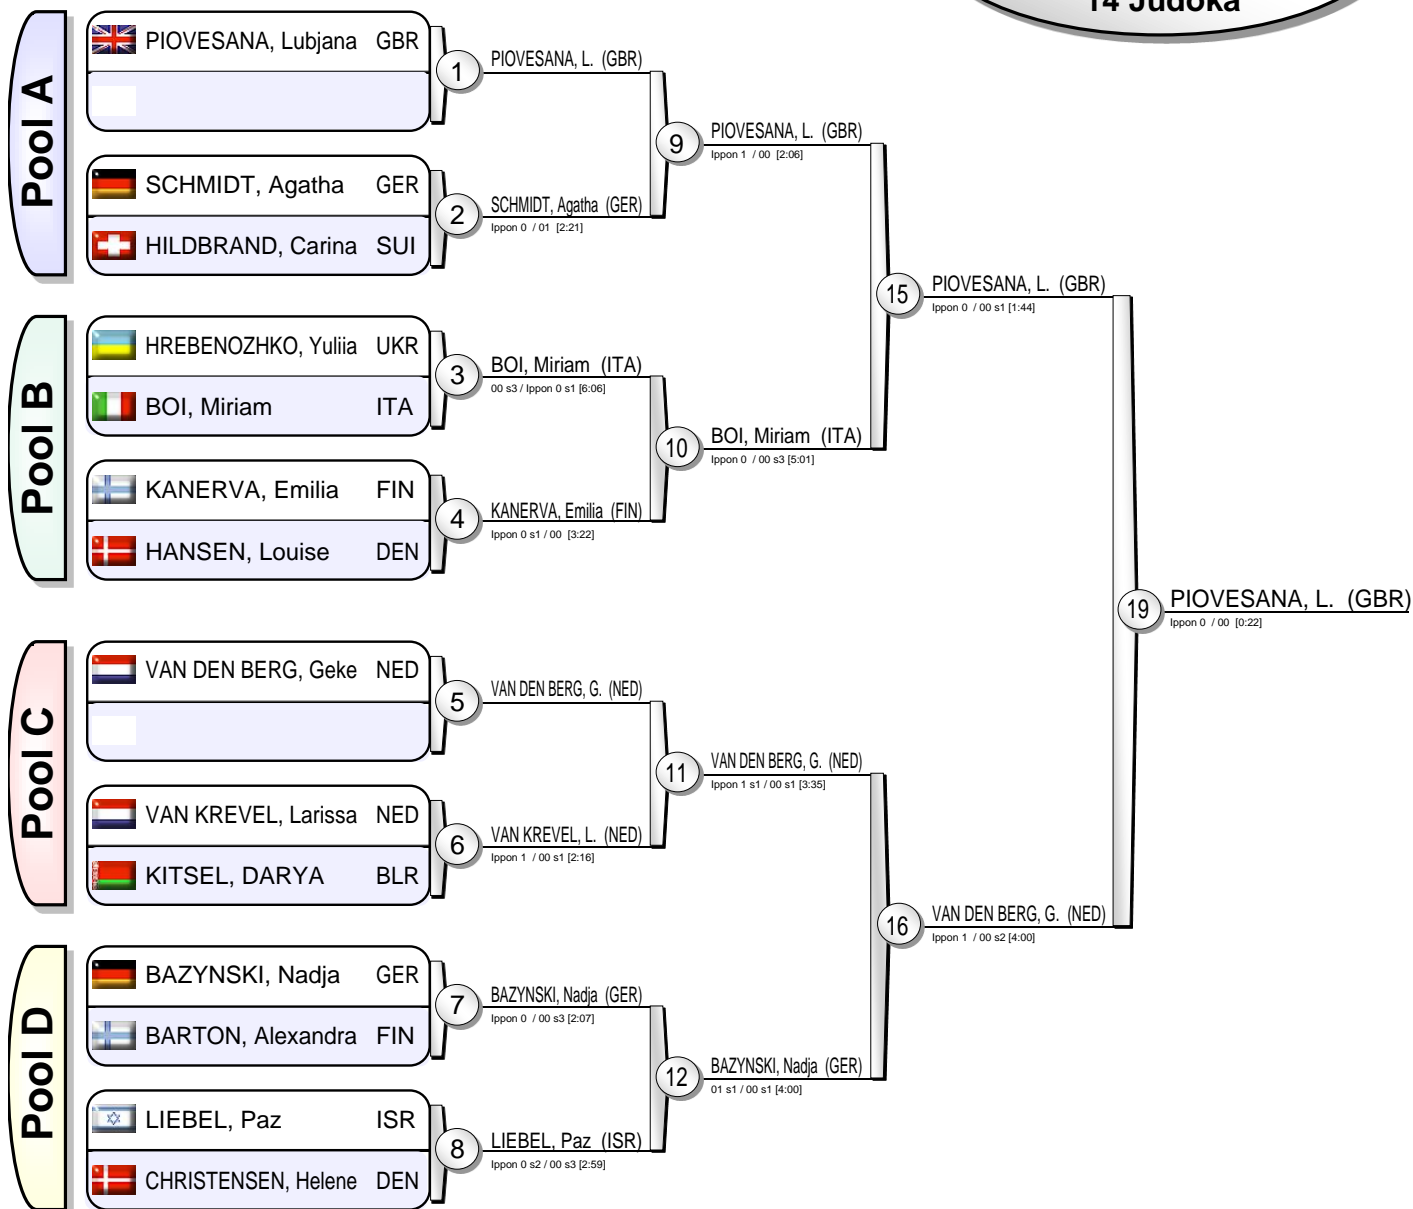 14 Judoka
Pool A
PIOVESANA, Lubjana GBR
SCHMIDT, Agatha GER
HILDBRAND, Carina SUI
Pool B
HREBENOZHKO, Yuliia UKR
BOI, Miriam ITA
KANERVA, Emilia FIN
HANSEN, Louise DEN
Pool C
VAN DEN BERG, Geke NED
VAN KREVEL, Larissa NED
KITSEL, DARYA BLR
Pool D
BAZYNSKI, Nadja GER
BARTON, Alexandra FIN
LIEBEL, Paz ISR
CHRISTENSEN, Helene DEN
1
PIOVESANA, L. (GBR)
2
SCHMIDT, Agatha (GER)
Ippon 0 / 01 [2:21]
3
BOI, Miriam (ITA)
00 s3 / Ippon 0 s1 [6:06]
4
KANERVA, Emilia (FIN)
Ippon 0 s1 / 00 [3:22]
5
VAN DEN BERG, G. (NED)
6
VAN KREVEL, L. (NED)
Ippon 1 / 00 s1 [2:16]
7
BAZYNSKI, Nadja (GER)
Ippon 0 / 00 s3 [2:07]
8
LIEBEL, Paz (ISR)
Ippon 0 s2 / 00 s3 [2:59]
9
PIOVESANA, L. (GBR)
Ippon 1 / 00 [2:06]
10
BOI, Miriam (ITA)
Ippon 0 / 00 s3 [5:01]
11
VAN DEN BERG, G. (NED)
Ippon 1 s1 / 00 s1 [3:35]
12
BAZYNSKI, Nadja (GER)
01 s1 / 00 s1 [4:00]
15
PIOVESANA, L. (GBR)
Ippon 0 / 00 s1 [1:44]
16
VAN DEN BERG, G. (NED)
Ippon 1 / 00 s2 [4:00]
19
PIOVESANA, L. (GBR)
Ippon 0 / 00 [0:22]